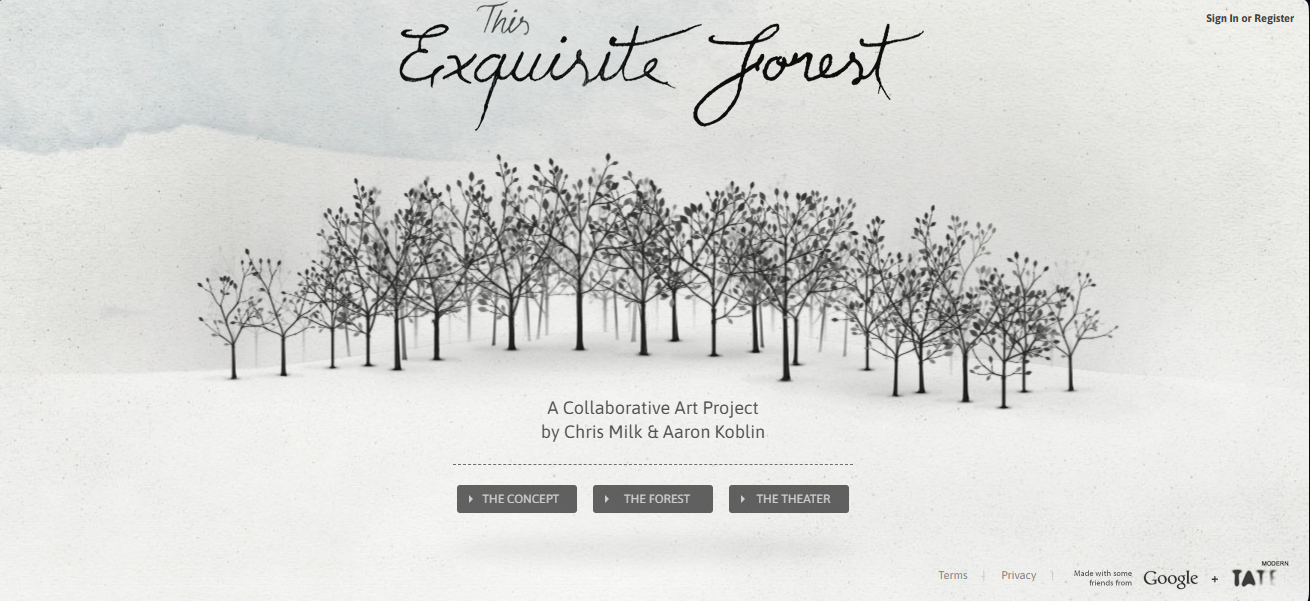 Sign In or Register
This
Exquisite Forest
A Collaborative Art Project
by Chris Milk & Aaron Koblin
THE CONCEPT
THE FOREST
THE THEATER
Terms | Privacy | Made with some
friends from
Google + TATE
MODERN